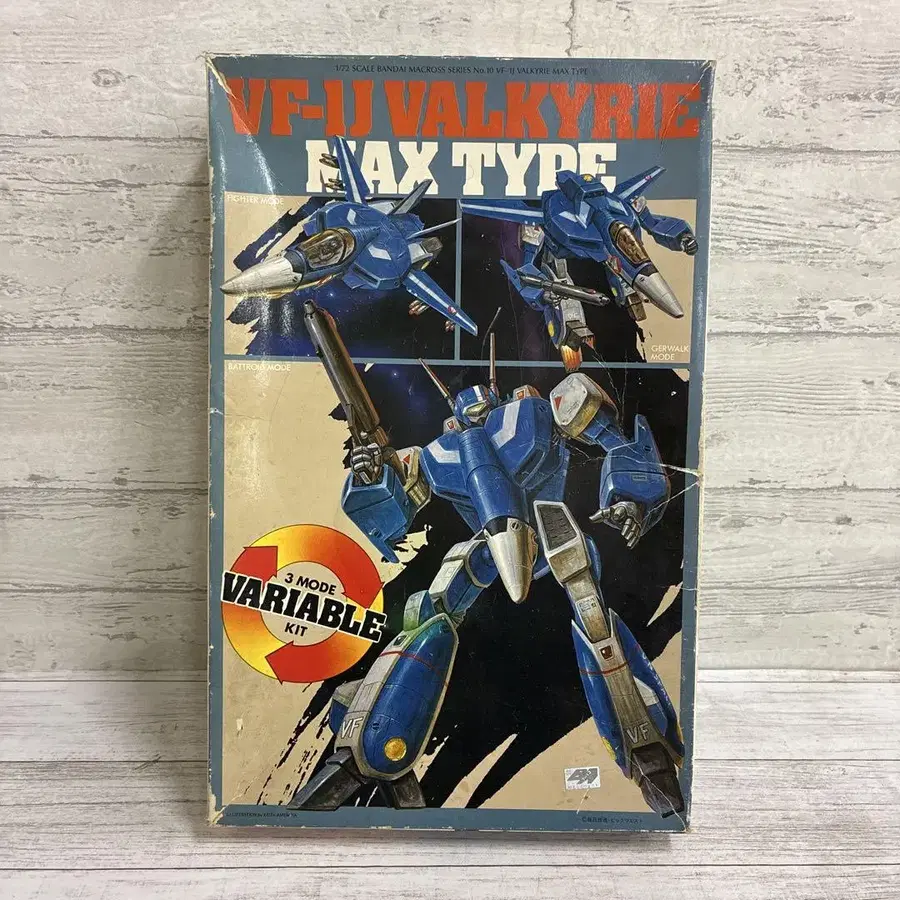 1/72 SCALE BANDAI MACROSS SERIES No.10 VF-1J VALKYRIE MAX TYPE
VF-1J VALKYRIE
MAX TYPE
FIGHTER MODE
GERWALK
MODE
BATTROID MODE
3 MODE
VARIABLE
KIT
VF
VF